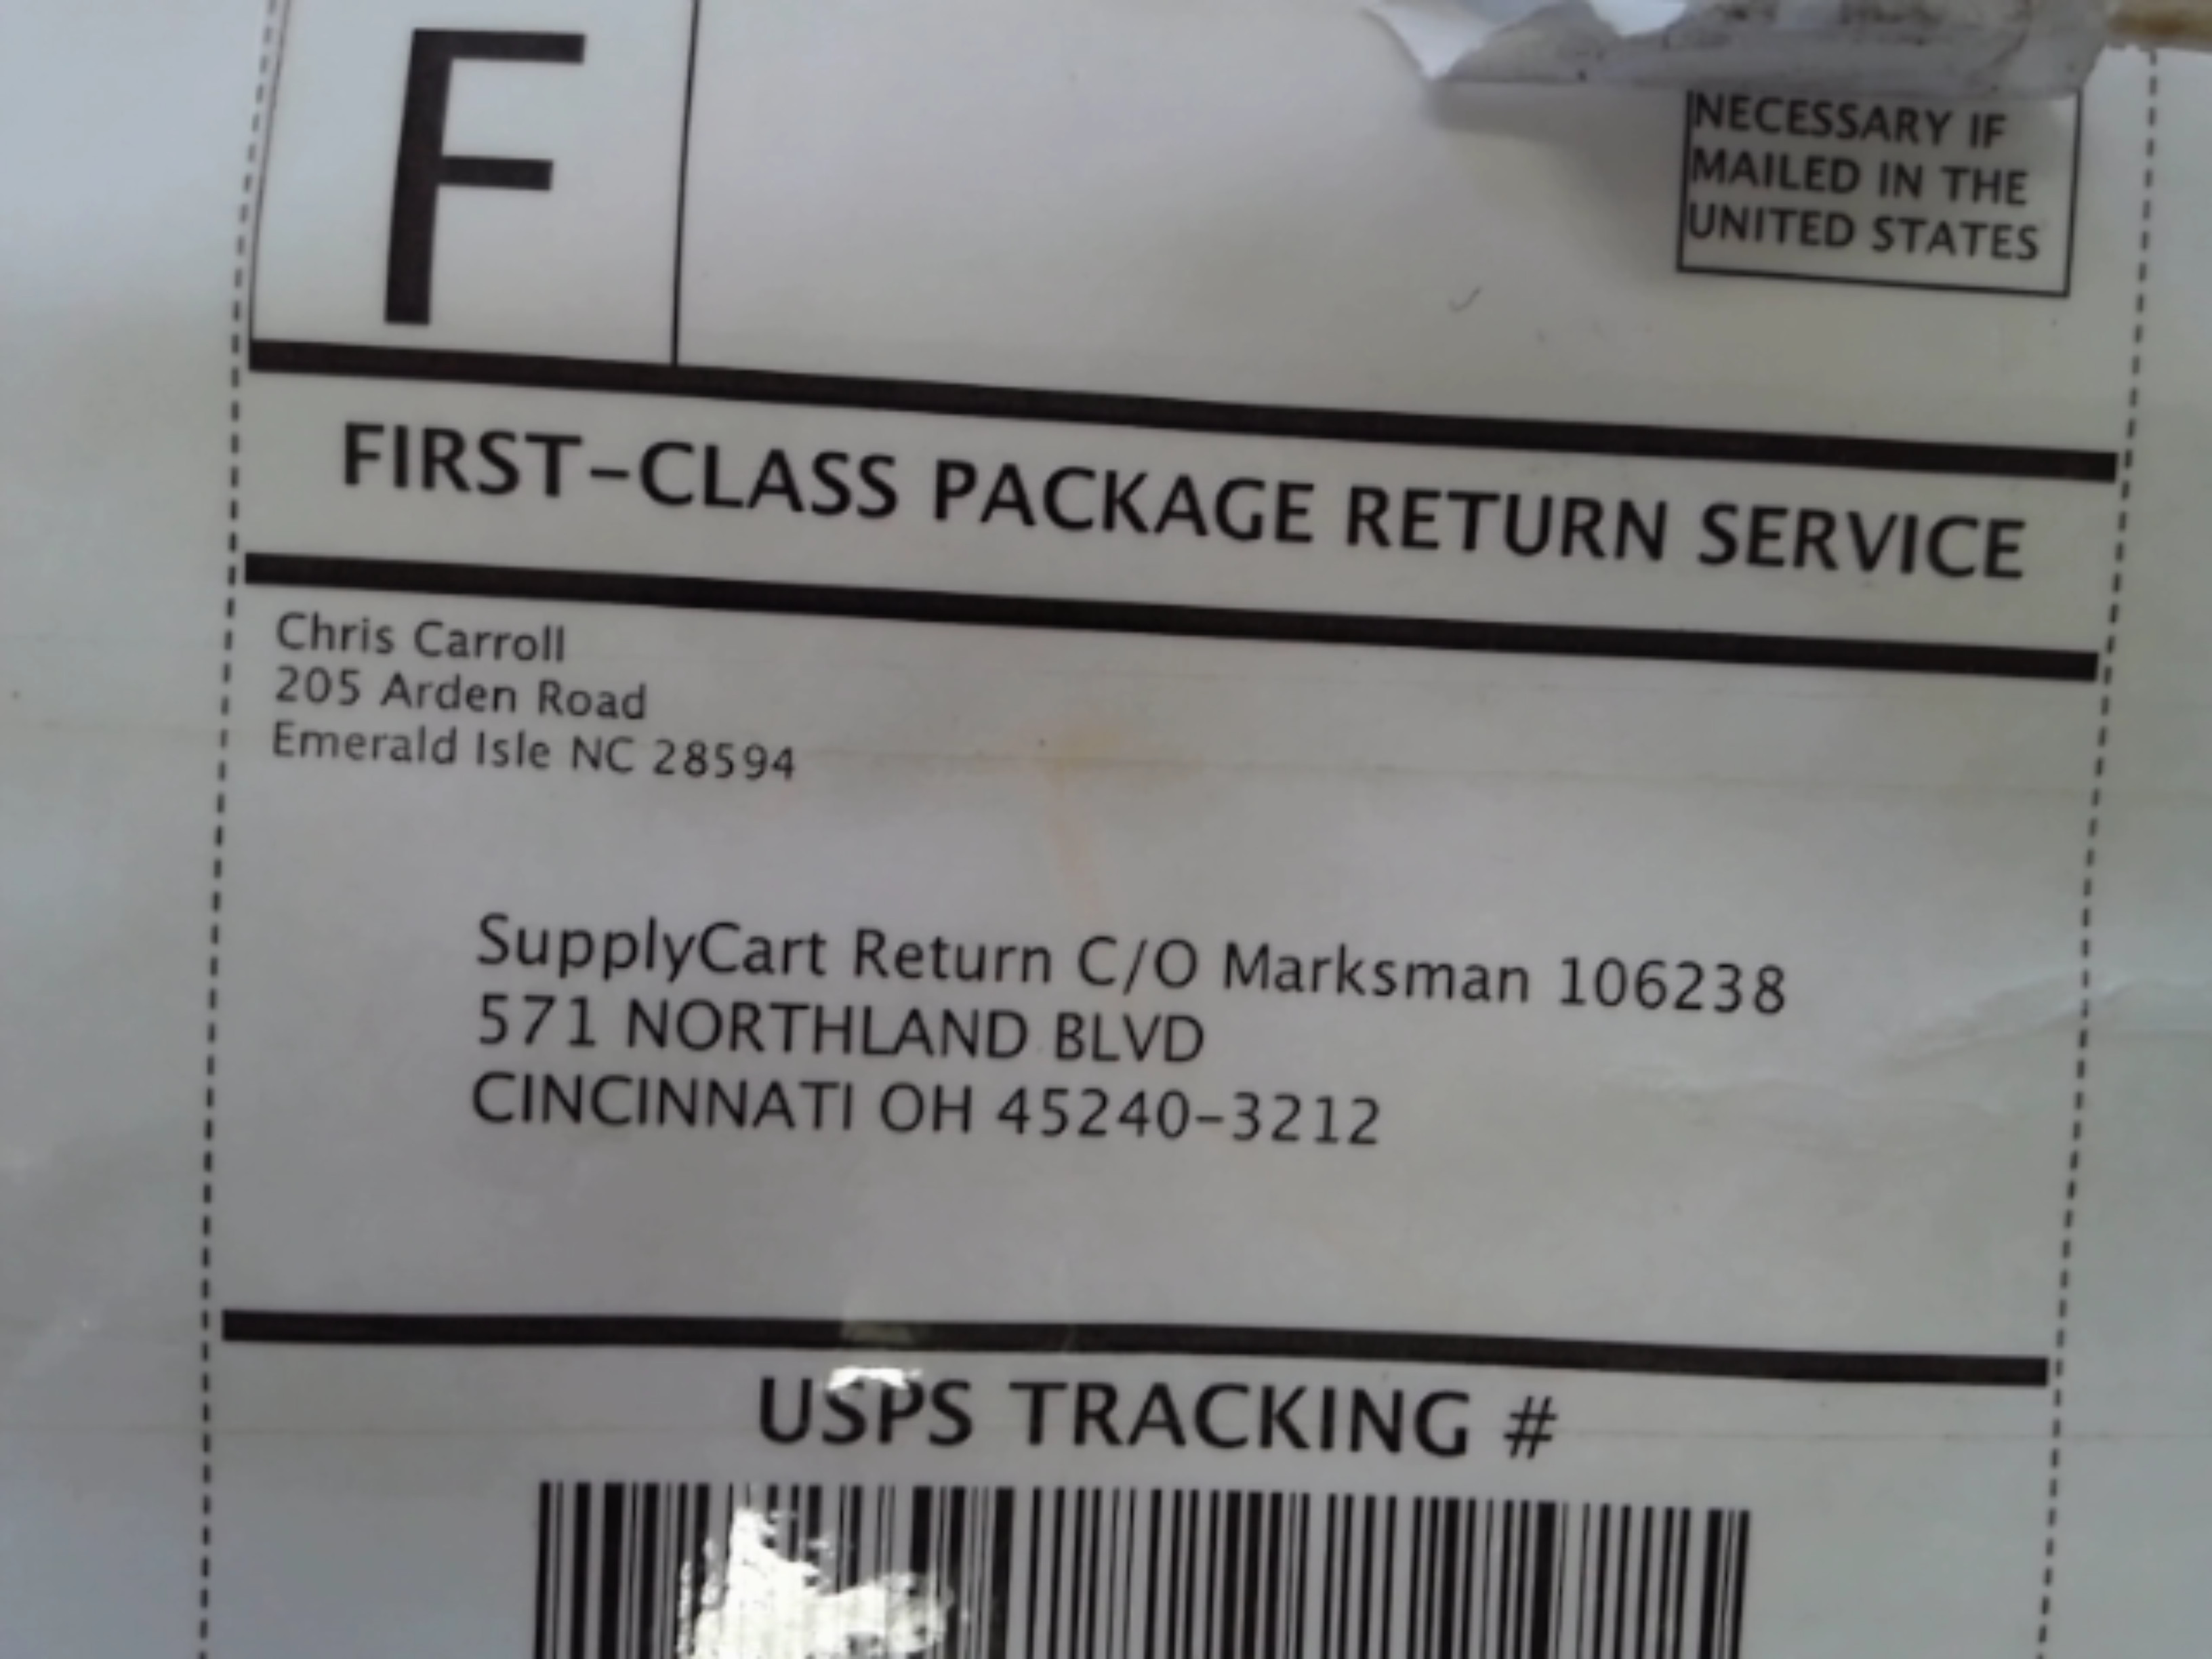 F
NECESSARY IF
MAILED IN THE
UNITED STATES
FIRST-CLASS PACKAGE RETURN SERVICE
Chris Carroll
205 Arden Road
Emerald Isle NC 28594
SupplyCart Return C/O Marksman 106238
571 NORTHLAND BLVD
CINCINNATI OH 45240-3212
USPS TRACKING #